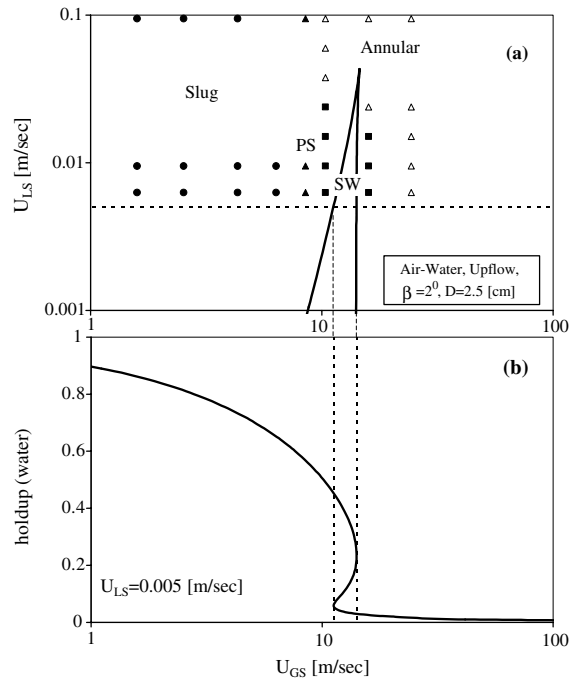 0.1
Annular
(a)
Slug
U_LS [m/sec]
PS
0.01
SW
Air-Water, Upflow,
β =2⁰, D=2.5 [cm]
0.001
1
10
100
1
(b)
0.8
0.6
holdup (water)
0.4
0.2
U_LS=0.005 [m/sec]
0
1
10
100
U_GS [m/sec]